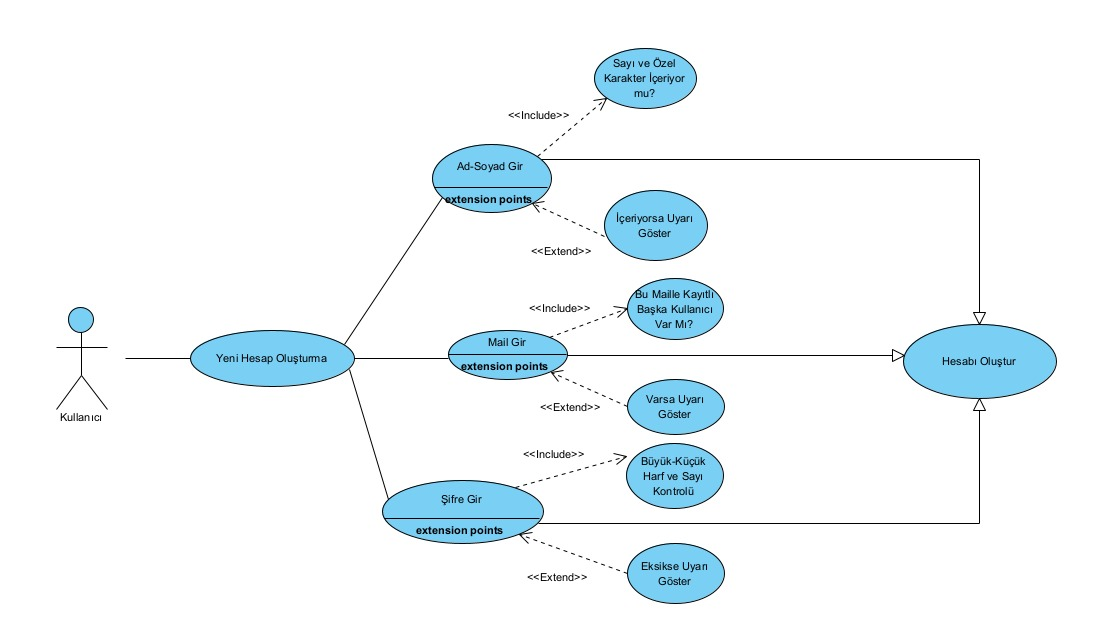 Sayı ve Özel
Karakter İçeriyor
mu?
<<Include>>
Ad-Soyad Gir
extension points
İçeriyorsa Uyarı
Göster
<<Extend>>
Bu Maille Kayıtlı
Başka Kullanıcı
Var Mı?
<<Include>>
Mail Gir
extension points
Yeni Hesap Oluşturma
Hesabı Oluştur
Kullanıcı
<<Extend>>
Varsa Uyarı
Göster
<<Include>>
Büyük-Küçük
Harf ve Sayı
Kontrolü
Şifre Gir
extension points
<<Extend>>
Eksikse Uyarı
Göster